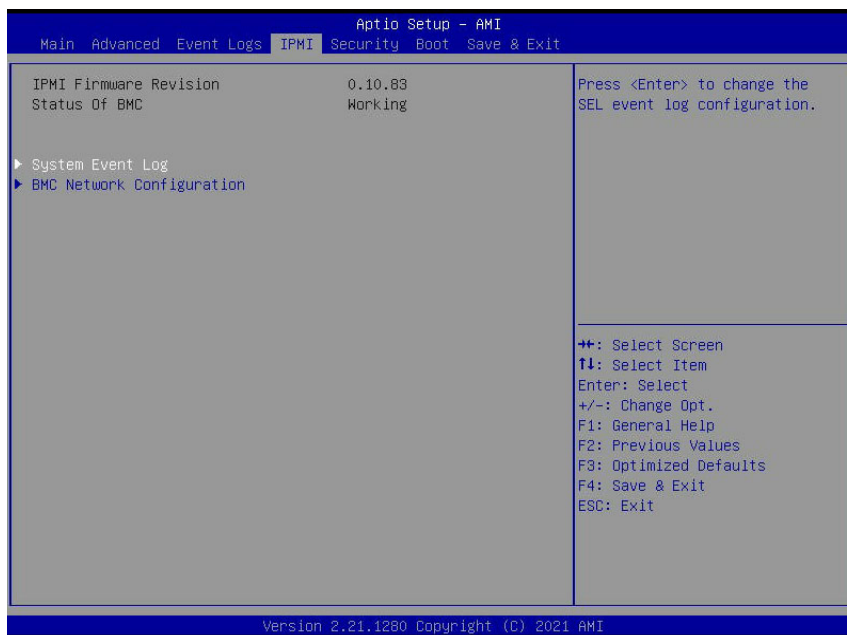 Aptio Setup - AMI
Main Advanced Event Logs IPMI Security Boot Save & Exit
IPMI Firmware Revision 0.10.83
Status Of BMC Working
System Event Log
BMC Network Configuration
Press <Enter> to change the
SEL event log configuration.
→←: Select Screen
↑↓: Select Item
Enter: Select
+/-: Change Opt.
F1: General Help
F2: Previous Values
F3: Optimized Defaults
F4: Save & Exit
ESC: Exit
Version 2.21.1280 Copyright (C) 2021 AMI